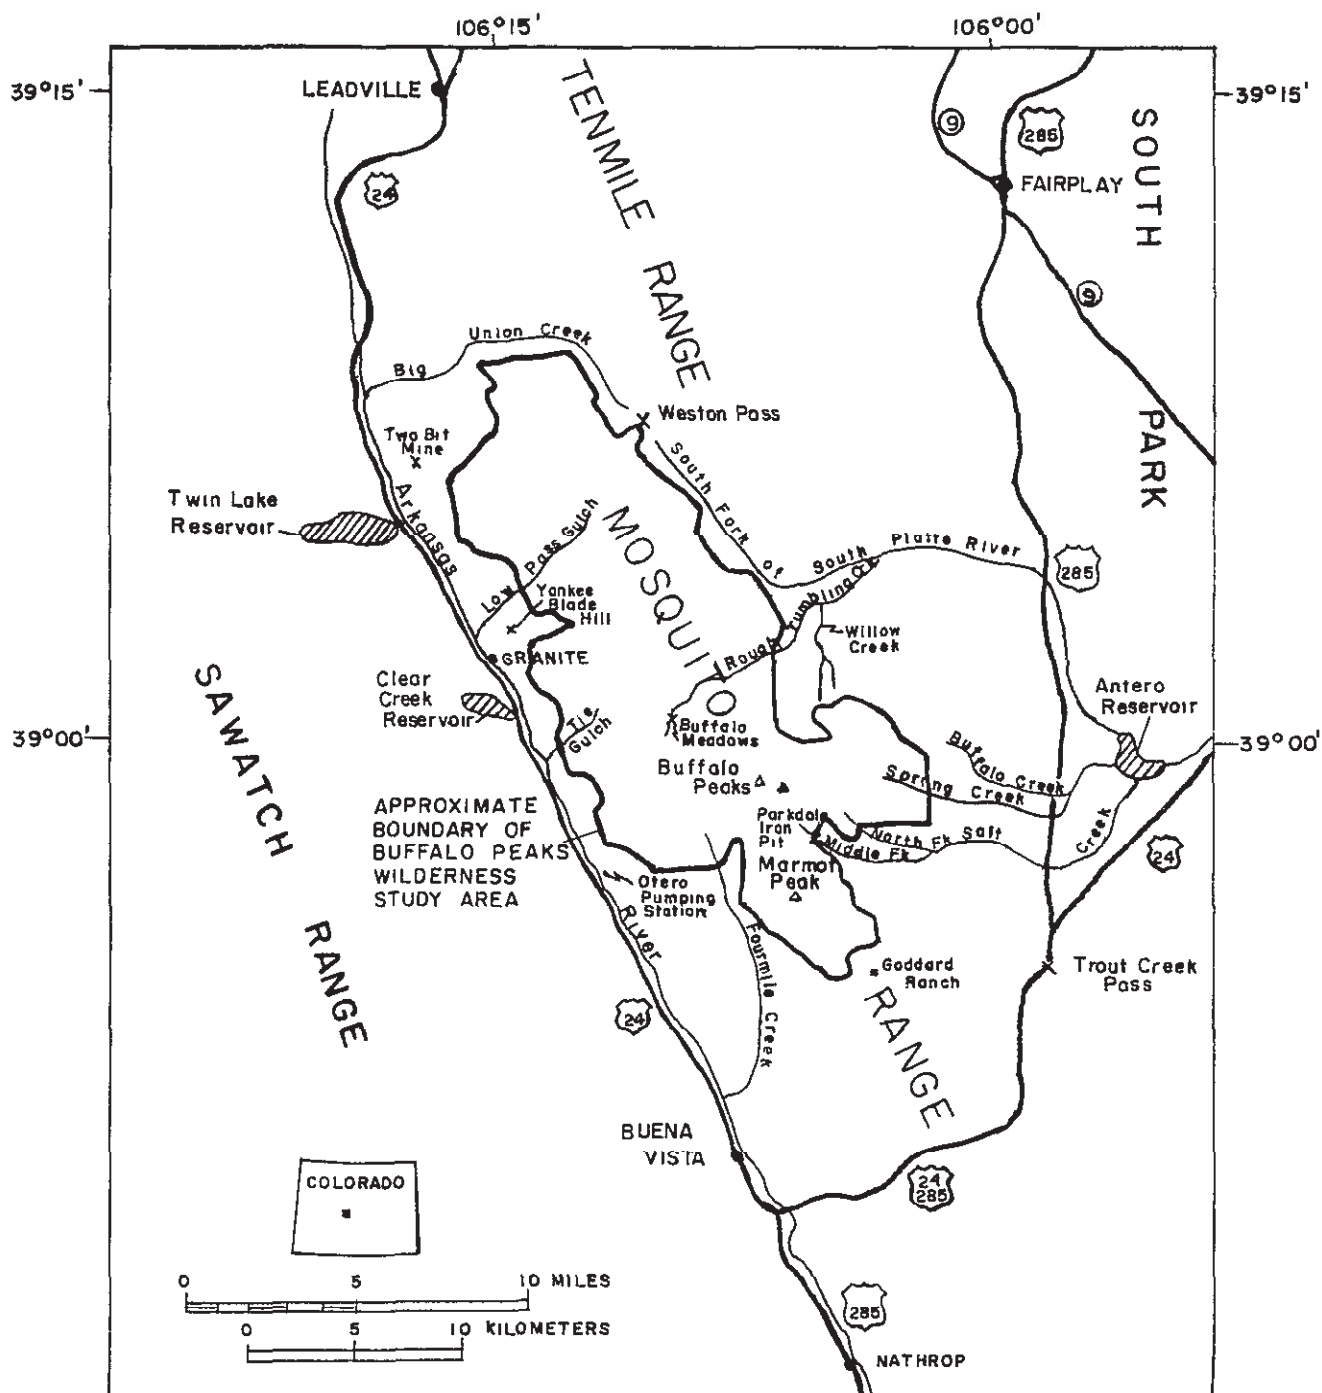 106°15'
106°00'
39°15'
39°15'
LEADVILLE
TENMILE RANGE
9
285
SOUTH
PARK
FAIRPLAY
24
9
Big Union Creek
Weston Pass
Two Bit
Mine
Twin Lake
Reservoir
Arkansas
Low Pass Gulch
South Fork of South Platte River
MOSQUI
Yankee
Blade
Hill
Rough Tumbling Crk
285
Willow
Creek
GRANITE
SAWATCH
RANGE
Clear
Creek
Reservoir
Tie
Gulch
Buffalo
Meadows
Antero
Reservoir
39°00'
39°00'
Buffalo
Peaks
Buffalo Creek
Spring Creek
APPROXIMATE
BOUNDARY OF
BUFFALO PEAKS
WILDERNESS
STUDY AREA
Parkdale
Iron
Pit
North Fk Salt Creek
Middle Fk
24
Marmot
Peak
Otero
Pumping
Station
River
Fourmile Creek
Goddard
Ranch
Trout Creek
Pass
RANGE
24
BUENA
VISTA
24
285
COLORADO
0 5 10 MILES
0 5 10 KILOMETERS
285
NATHROP